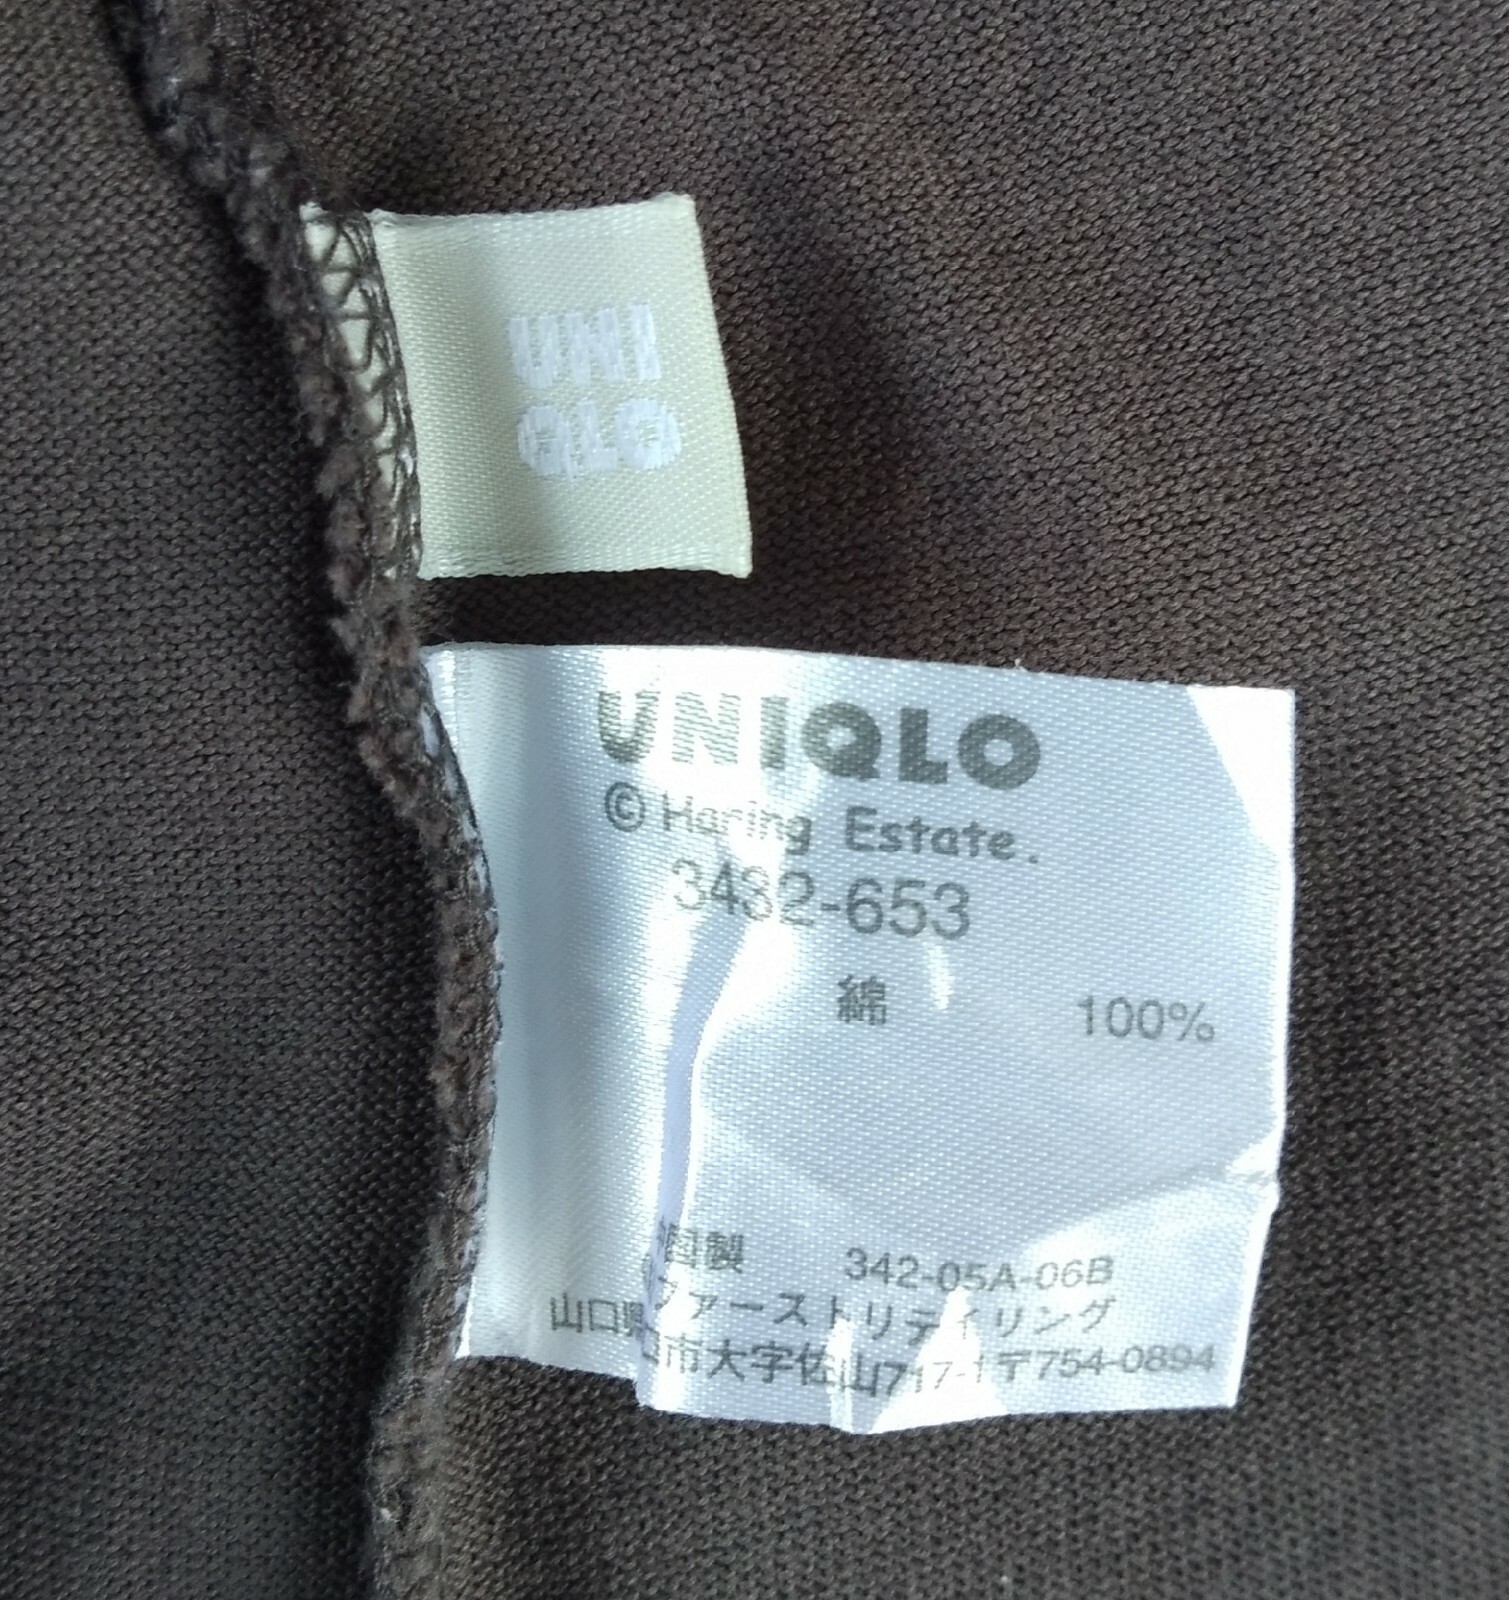 UNI
QLO
UNIQLO
© Haring Estate.
3432-653
綿 100%
国製 342-05A-06B
ファーストリテイリング
山口県 市大字佐山717-1〒754-0894